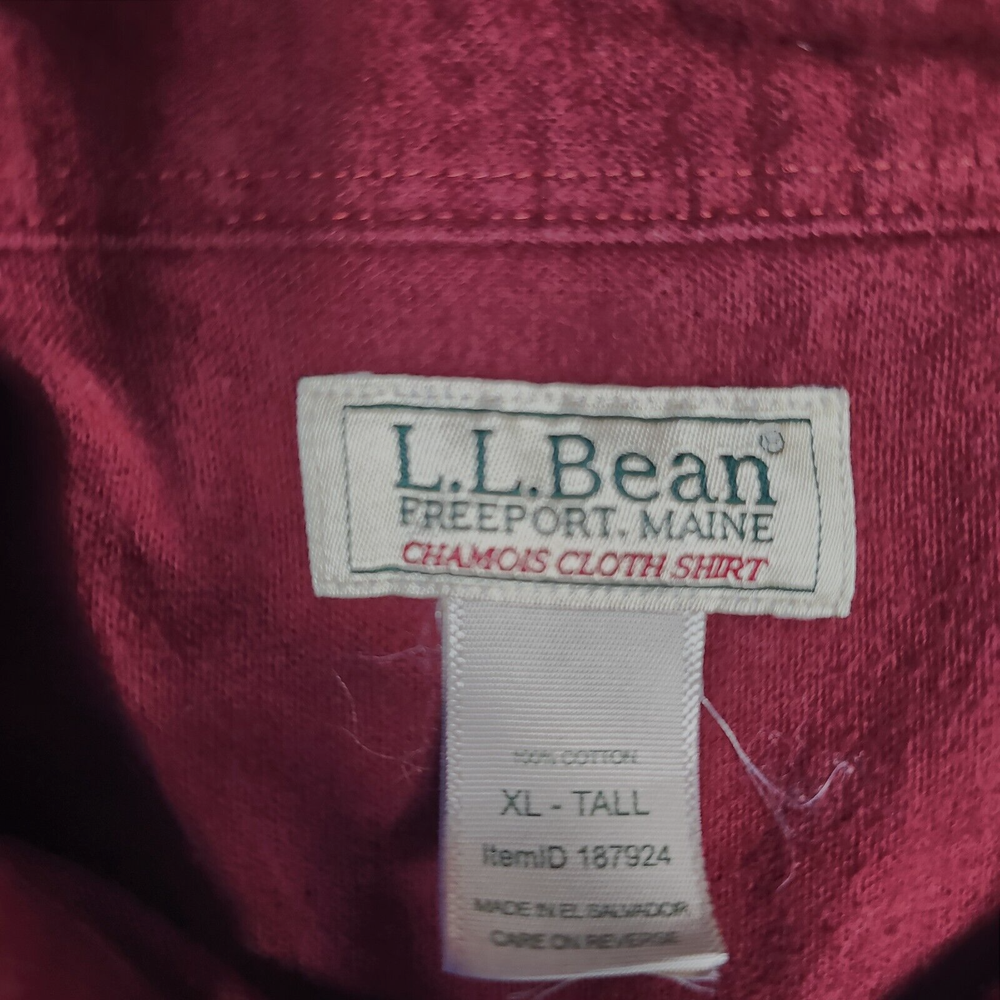 L.L.Bean®
FREEPORT, MAINE
CHAMOIS CLOTH SHIRT
100% COTTON
XL - TALL
ItemID 187924
MADE IN EL SALVADOR
CARE ON REVERSE